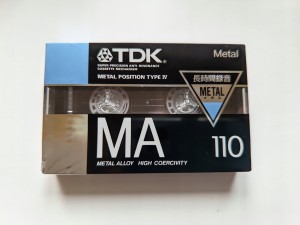 TDK
Metal
SUPER PRECISION ANTI-RESONANCE
CASSETTE MECHANISM
METAL POSITION TYPE IV
長時間録音
METAL
MA
110
METAL ALLOY HIGH COERCIVITY